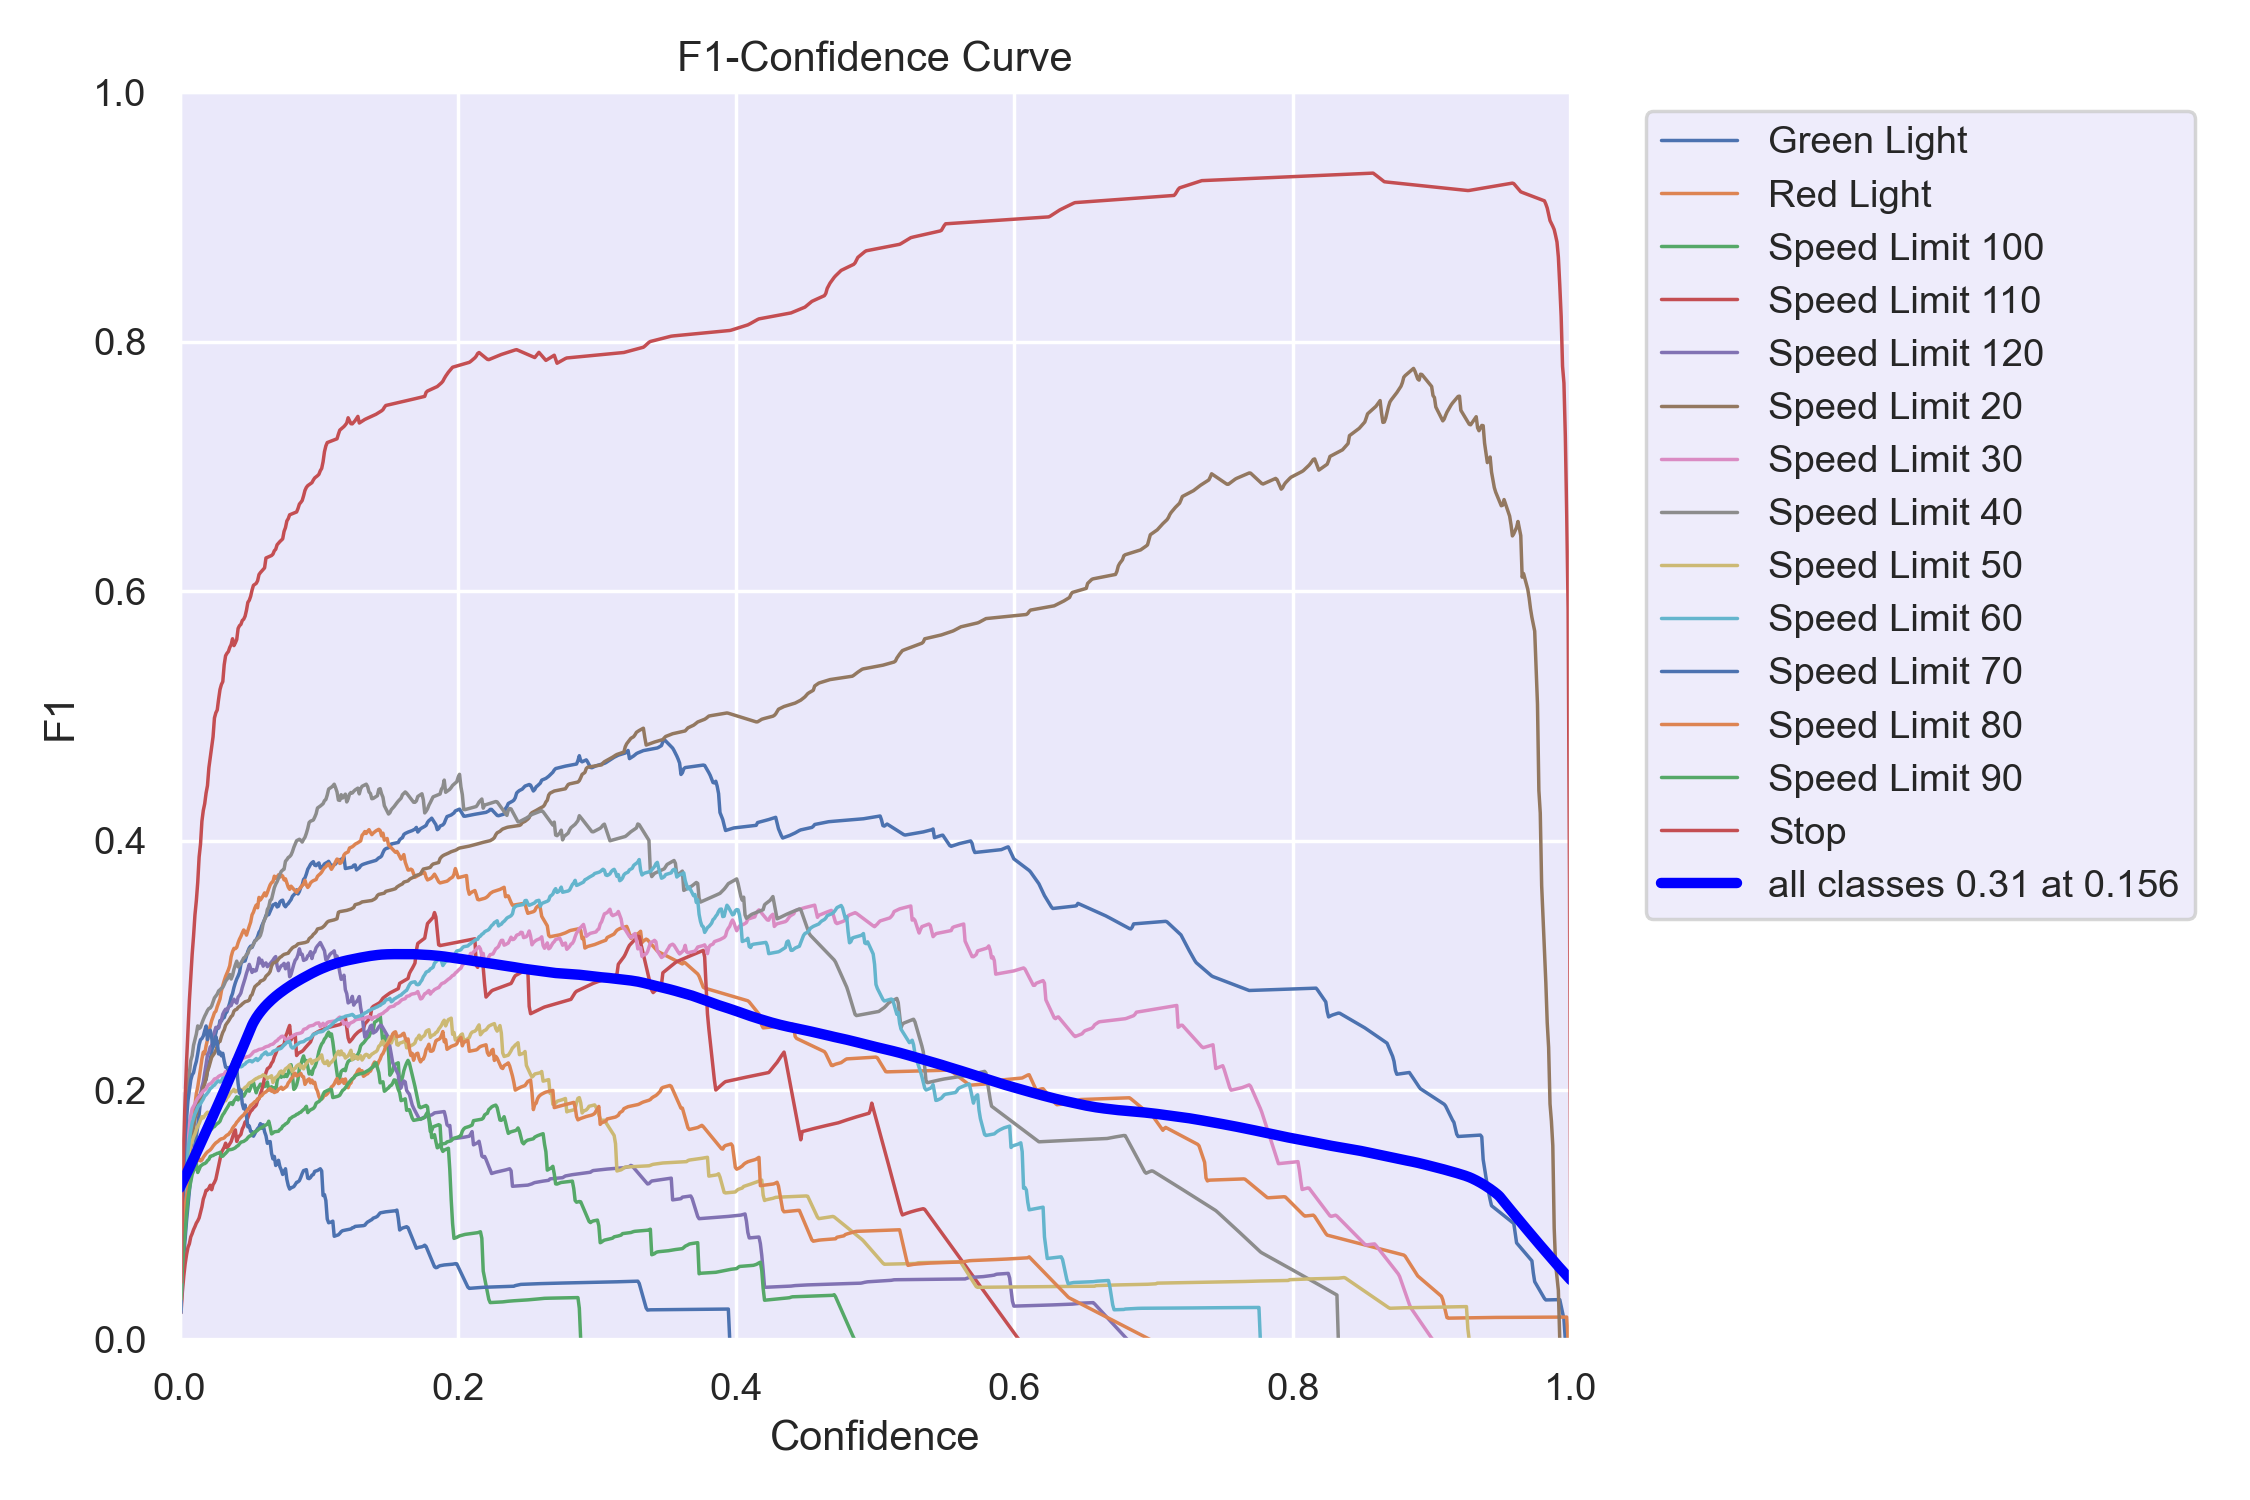 F1-Confidence Curve
1.0
0.8
0.6
0.4
0.2
0.0
F1
0.0 0.2 0.4 0.6 0.8 1.0
Confidence
Green Light
Red Light
Speed Limit 100
Speed Limit 110
Speed Limit 120
Speed Limit 20
Speed Limit 30
Speed Limit 40
Speed Limit 50
Speed Limit 60
Speed Limit 70
Speed Limit 80
Speed Limit 90
Stop
all classes 0.31 at 0.156